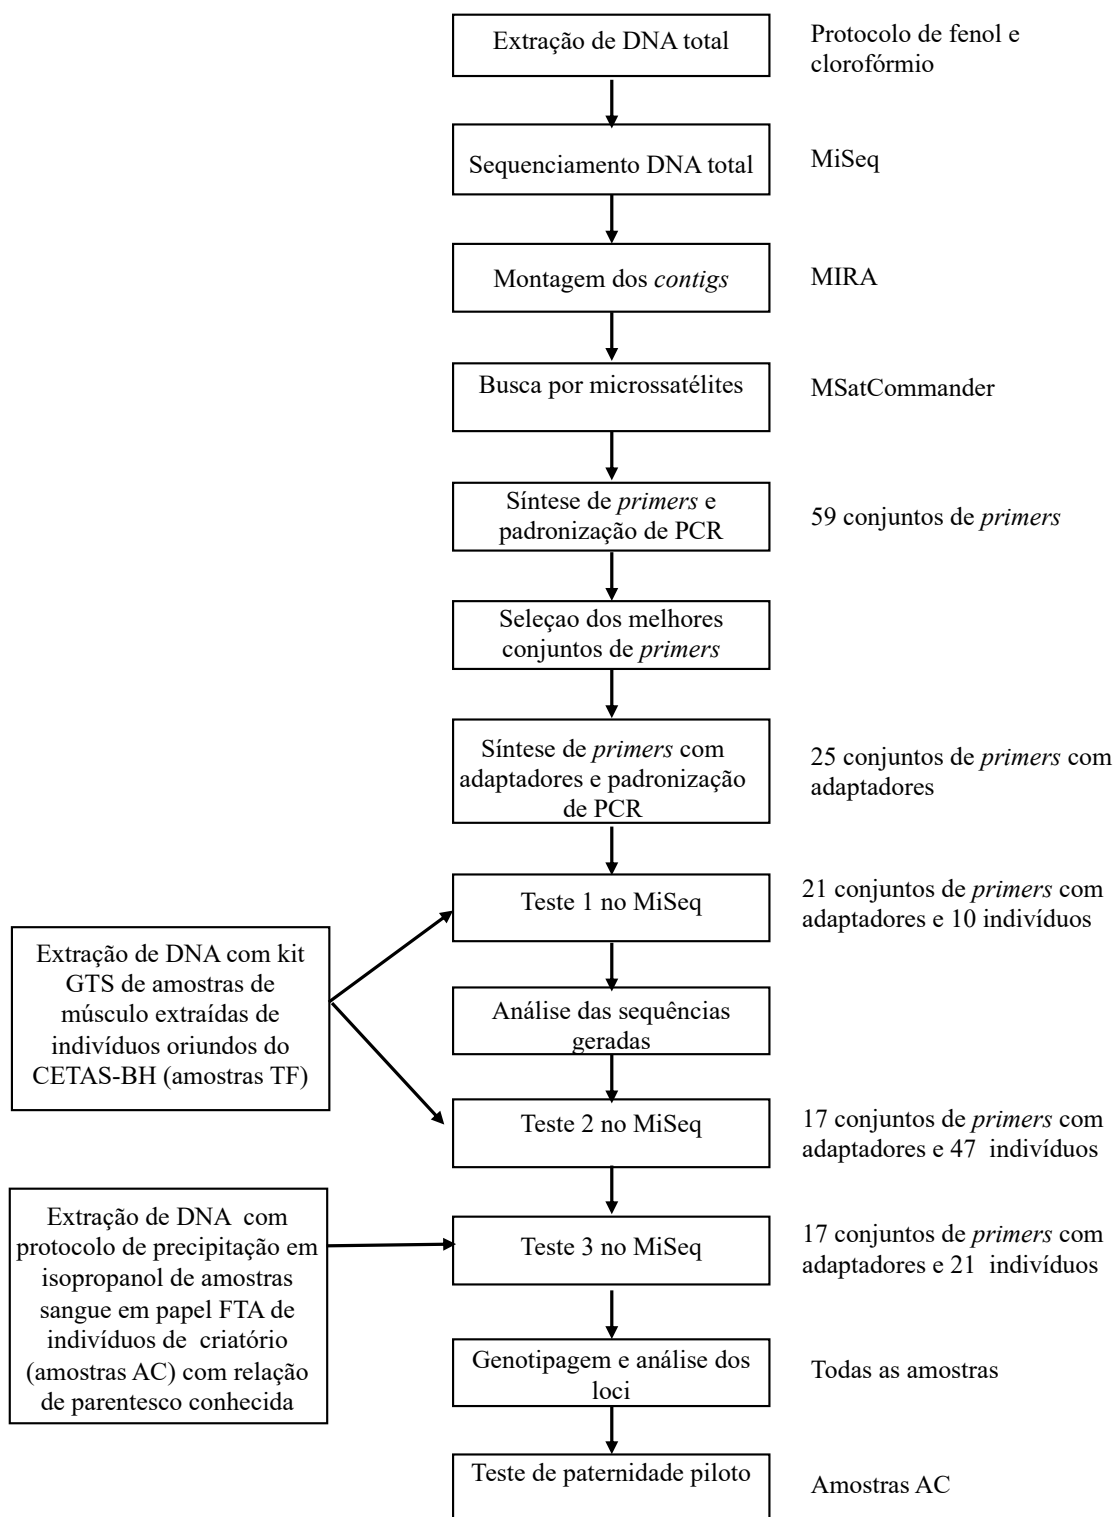 Extração de DNA total
Protocolo de fenol e
clorofórmio
Sequenciamento DNA total
MiSeq
Montagem dos contigs
MIRA
Busca por microssatélites
MSatCommander
Síntese de primers e
padronização de PCR
59 conjuntos de primers
Seleçao dos melhores
conjuntos de primers
Síntese de primers com
adaptadores e padronização
de PCR
25 conjuntos de primers com
adaptadores
Teste 1 no MiSeq
21 conjuntos de primers com
adaptadores e 10 indivíduos
Extração de DNA com kit
GTS de amostras de
músculo extraídas de
indivíduos oriundos do
CETAS-BH (amostras TF)
Análise das sequências
geradas
Teste 2 no MiSeq
17 conjuntos de primers com
adaptadores e 47 indivíduos
Extração de DNA com
protocolo de precipitação em
isopropanol de amostras
sangue em papel FTA de
indivíduos de criatório
(amostras AC) com relação
de parentesco conhecida
Teste 3 no MiSeq
17 conjuntos de primers com
adaptadores e 21 indivíduos
Genotipagem e análise dos
loci
Todas as amostras
Teste de paternidade piloto
Amostras AC